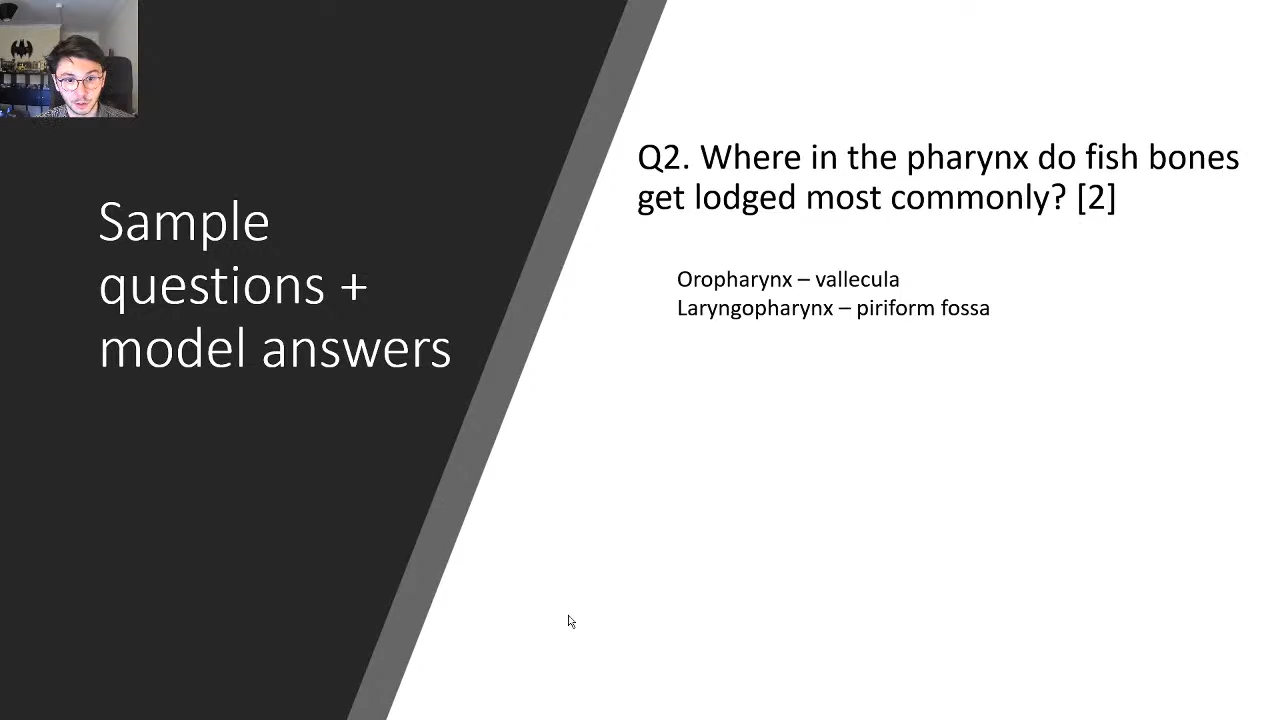 Sample
questions +
model answers
Q2. Where in the pharynx do fish bones
get lodged most commonly? [2]
Oropharynx – vallecula
Laryngopharynx – piriform fossa